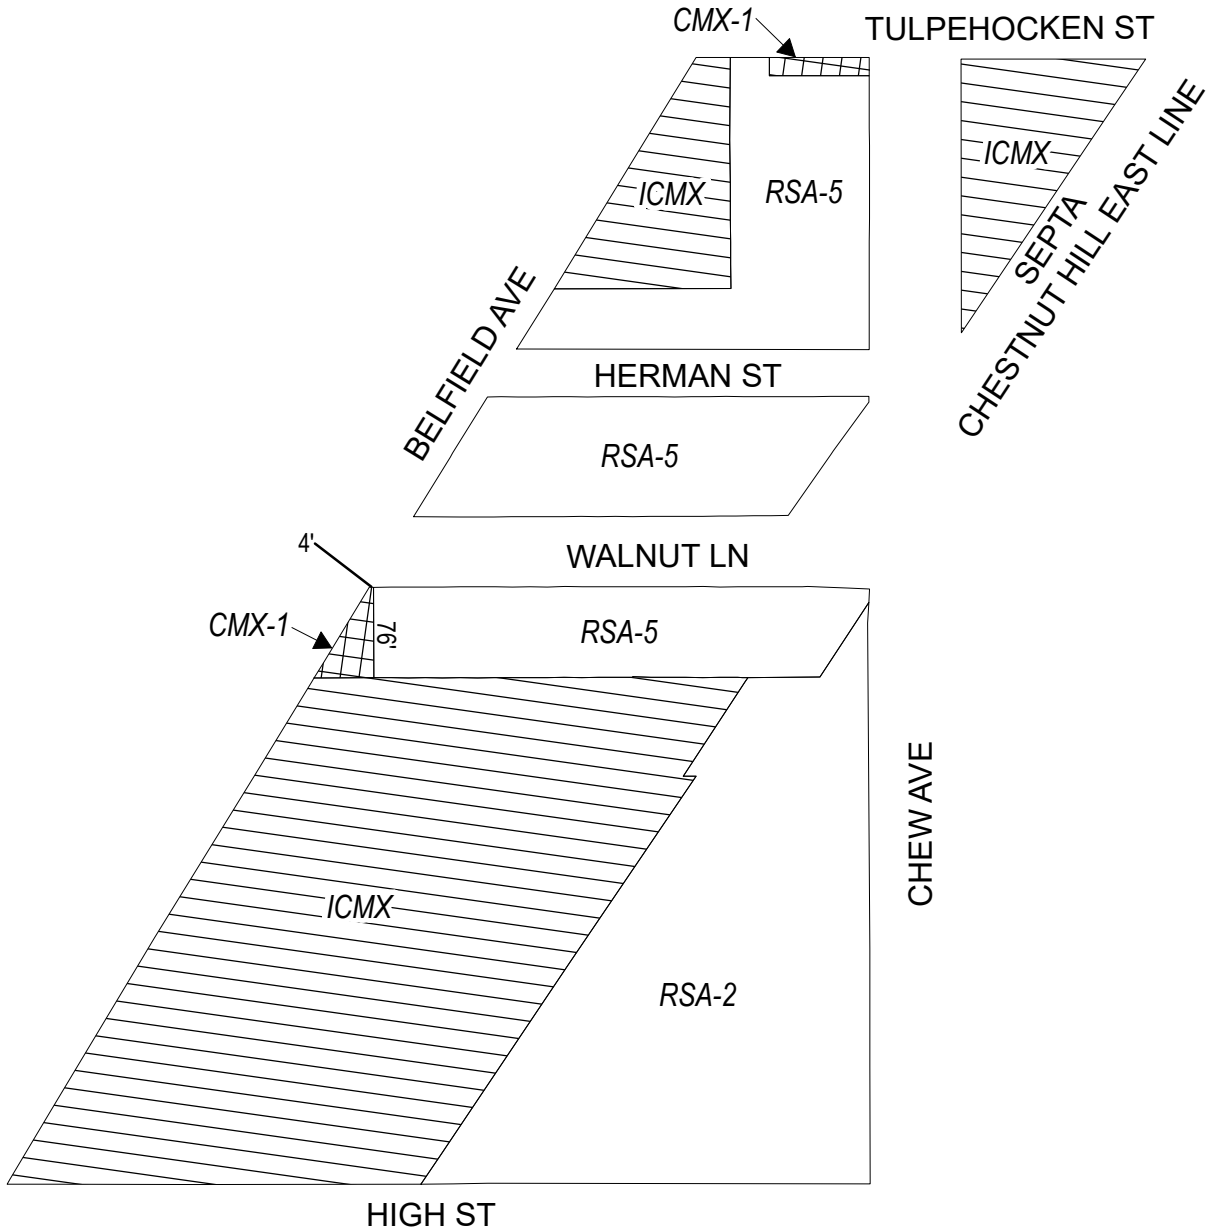 CMX-1
TULPEHOCKEN ST
ICMX
RSA-5
ICMX
SEPTA
CHESTNUT HILL EAST LINE
BELFIELD AVE
HERMAN ST
RSA-5
4'
WALNUT LN
CMX-1
76'
RSA-5
CHEW AVE
ICMX
RSA-2
HIGH ST